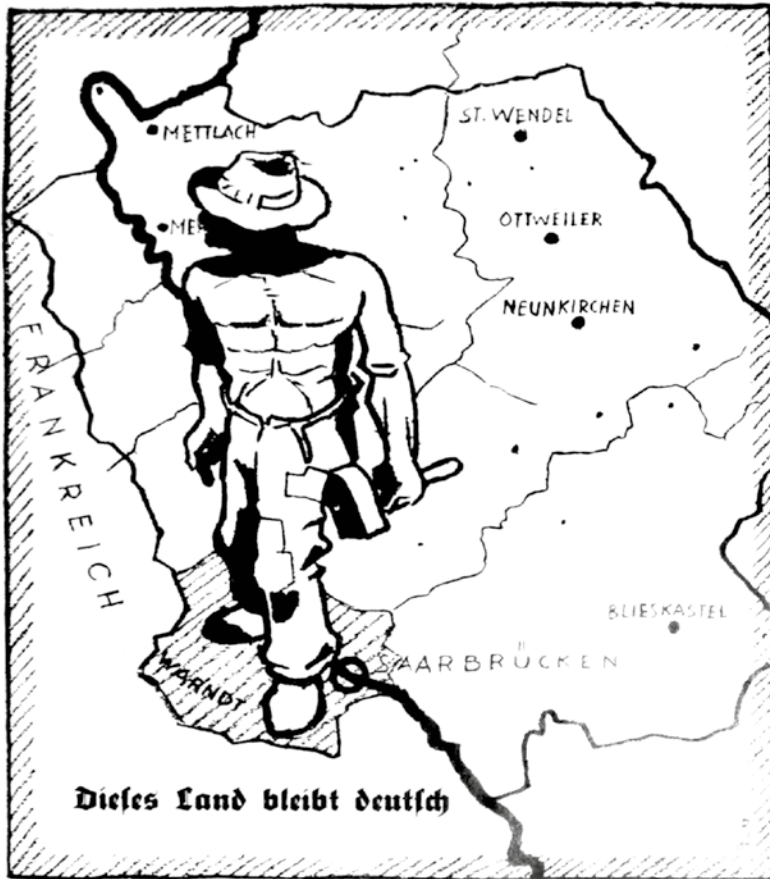 METTLACH
ST. WENDEL
OTTWEILER
NEUNKIRCHEN
FRANKREICH
BLIESKASTEL
SAARBRÜCKEN
WARNDT
Dieses Land bleibt deutsch